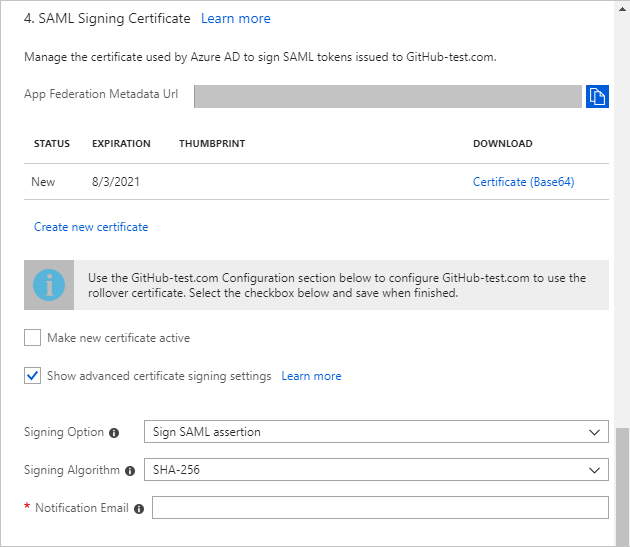 4. SAML Signing Certificate Learn more
Manage the certificate used by Azure AD to sign SAML tokens issued to GitHub-test.com.
App Federation Metadata Url
STATUS EXPIRATION THUMBPRINT DOWNLOAD
New 8/3/2021 Certificate (Base64)
Create new certificate
Use the GitHub-test.com Configuration section below to configure GitHub-test.com to use the
rollover certificate. Select the checkbox below and save when finished.
Make new certificate active
Show advanced certificate signing settings Learn more
Signing Option Sign SAML assertion
Signing Algorithm SHA-256
* Notification Email